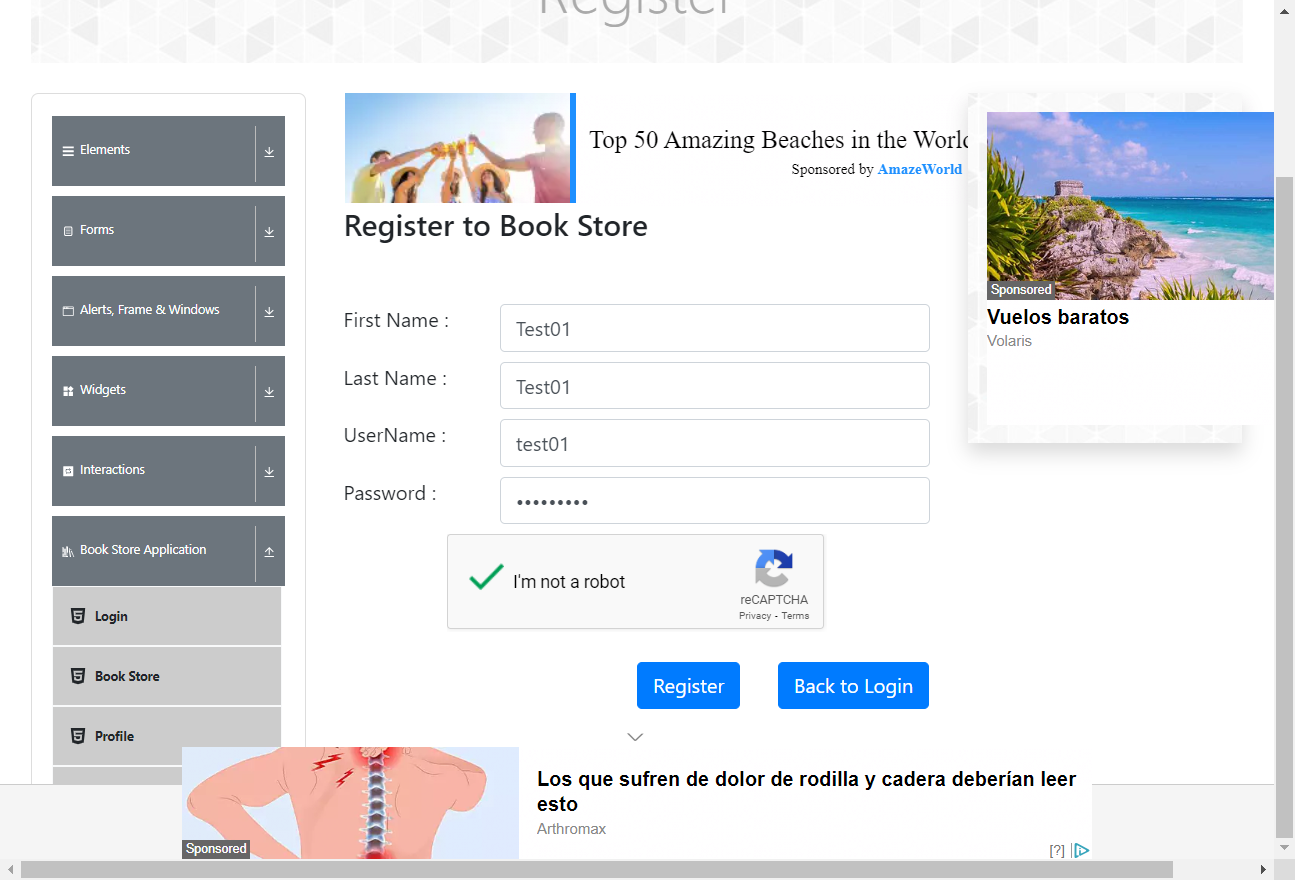 Register
Elements
Forms
Alerts, Frame & Windows
Widgets
Interactions
Book Store Application
Login
Book Store
Profile
Top 50 Amazing Beaches in the World
Sponsored by AmazeWorld
Register to Book Store
First Name :
Test01
Last Name :
Test01
UserName :
test01
Password :
•••••••••
I'm not a robot
reCAPTCHA
Privacy - Terms
Register
Back to Login
Sponsored
Vuelos baratos
Volaris
Sponsored
Los que sufren de dolor de rodilla y cadera deberían leer
esto
Arthromax
[?]